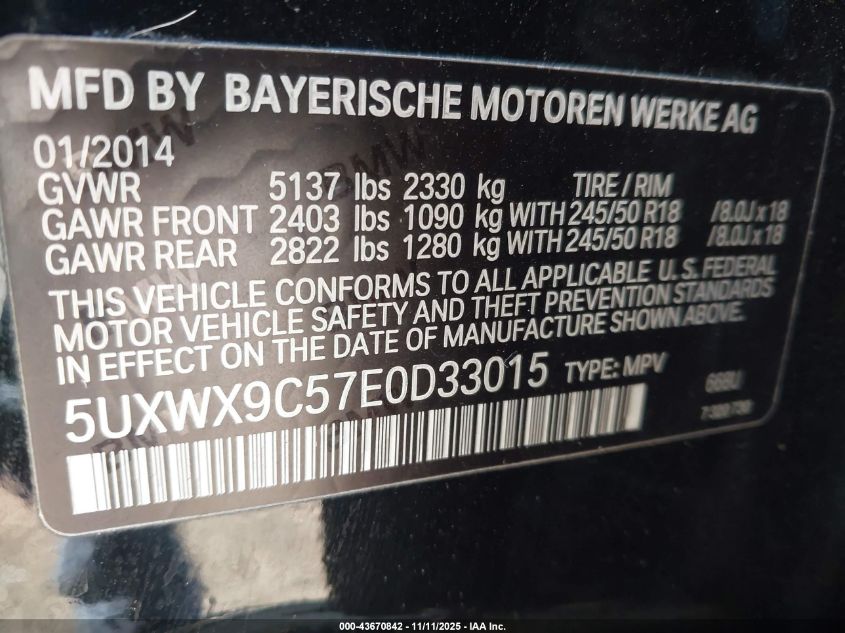 MFD BY BAYERISCHE MOTOREN WERKE AG
01/2014
GVWR 5137 lbs 2330 kg TIRE / RIM
GAWR FRONT 2403 lbs 1090 kg WITH 245/50 R18 /8.0J x 18
GAWR REAR 2822 lbs 1280 kg WITH 245/50 R18 /8.0J x 18
THIS VEHICLE CONFORMS TO ALL APPLICABLE U.S. FEDERAL
MOTOR VEHICLE SAFETY AND THEFT PREVENTION STANDARDS
IN EFFECT ON THE DATE OF MANUFACTURE SHOWN ABOVE.
5UXWX9C57E0D33015 TYPE: MPV
000-43670842 - 11/11/2025 - IAA Inc.